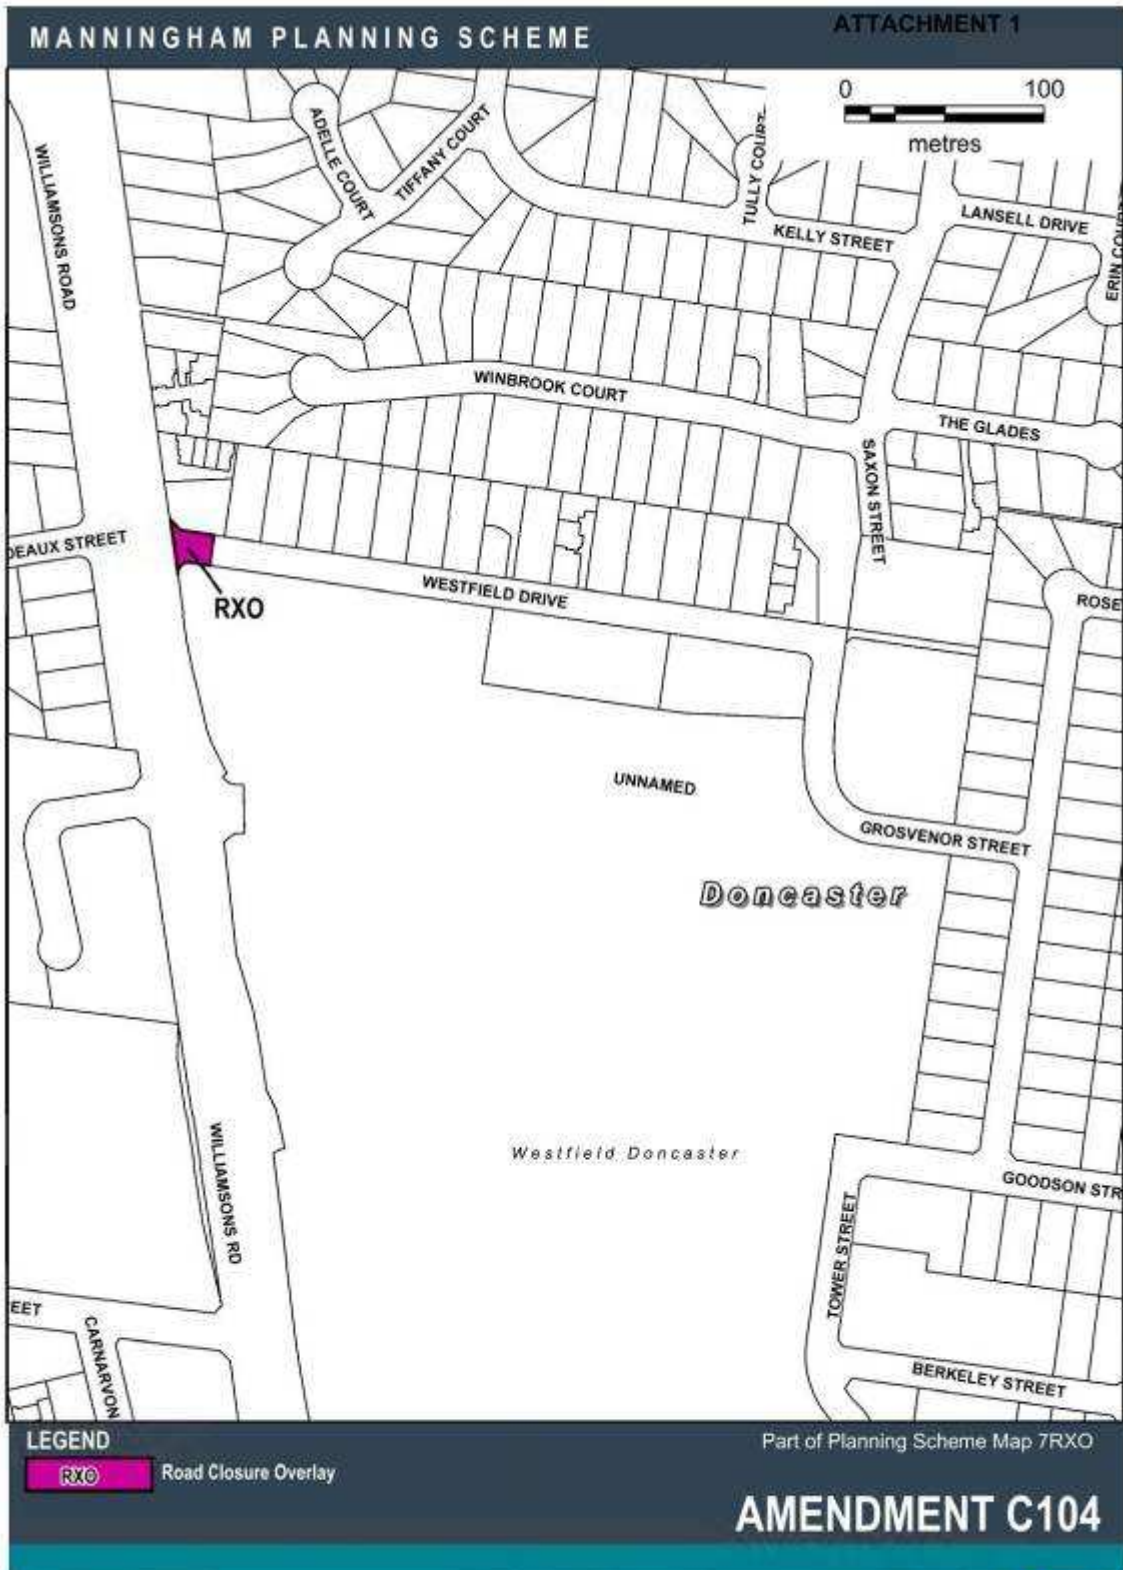 MANNINGHAM PLANNING SCHEME
ATTACHMENT 1
0 100
metres
WILLIAMSONS ROAD
ADELLE COURT
TIFFANY COURT
TULLY COURT
KELLY STREET
LANSELL DRIVE
ERIN COURT
WINBROOK COURT
THE GLADES
SAXON STREET
DEAUX STREET
RXO
WESTFIELD DRIVE
ROSE
UNNAMED
GROSVENOR STREET
Doncaster
Westfield Doncaster
WILLIAMSONS RD
GOODSON STR
TOWER STREET
EET
CARNARVON
BERKELEY STREET
LEGEND
RXO Road Closure Overlay
Part of Planning Scheme Map 7RXO
AMENDMENT C104